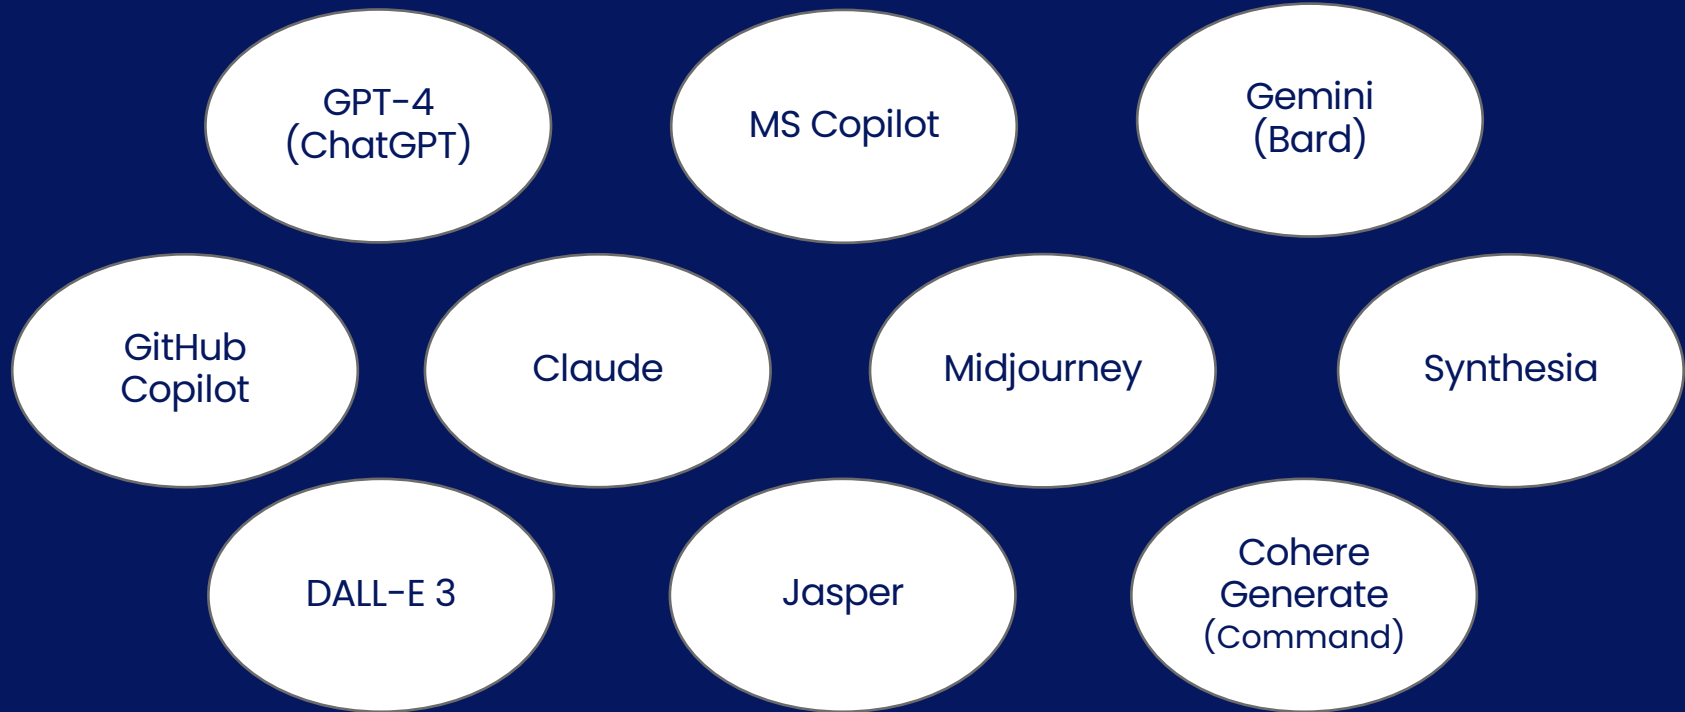 GPT-4
(ChatGPT)
MS Copilot
Gemini
(Bard)
GitHub
Copilot
Claude
Midjourney
Synthesia
DALL-E 3
Jasper
Cohere
Generate
(Command)